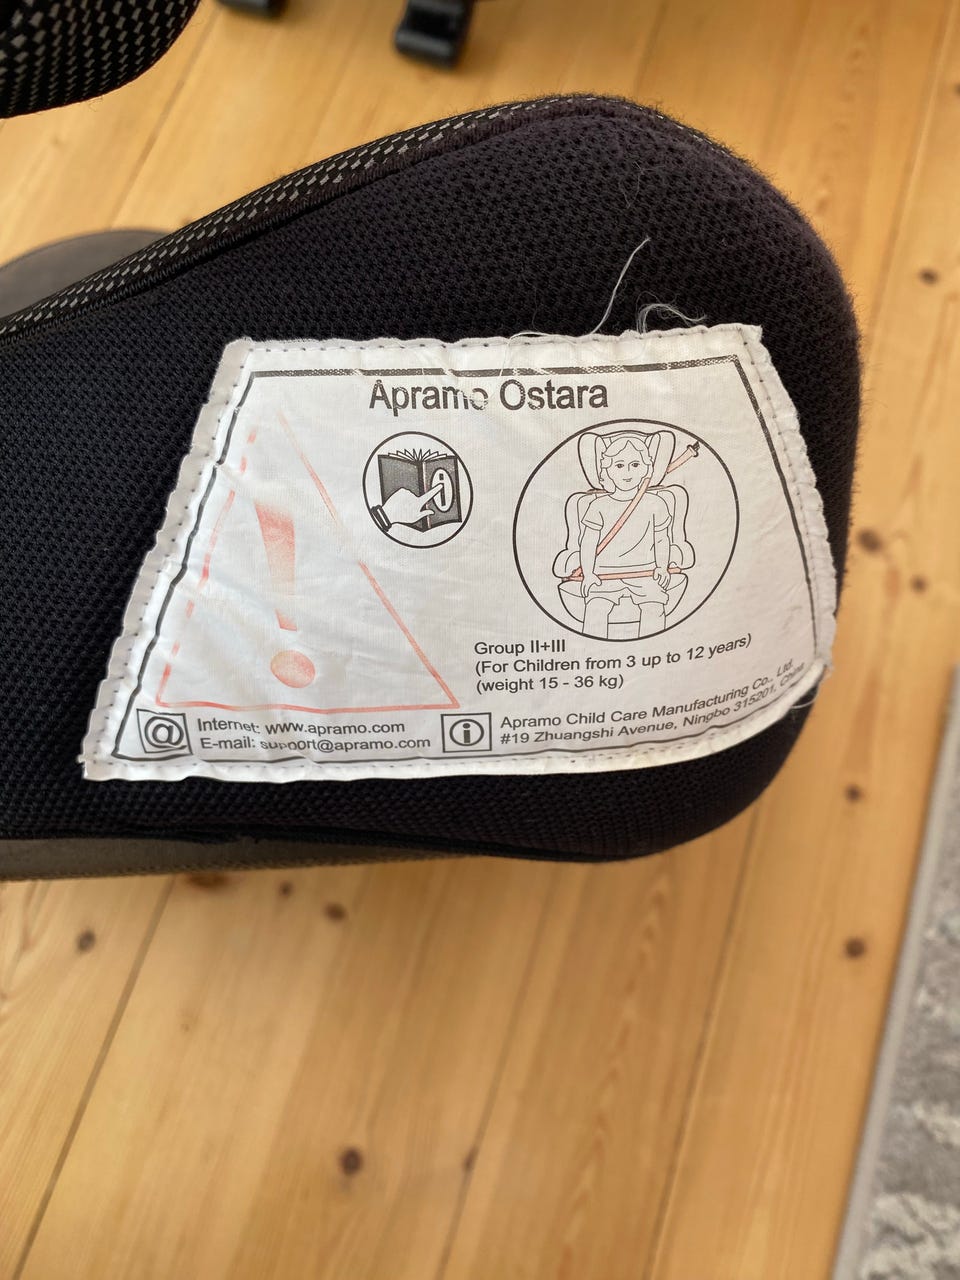 Apramo Ostara
Group II+III
(For Children from 3 up to 12 years)
(weight 15 - 36 kg)
@ Internet: www.apramo.com
E-mail: support@apramo.com
i Apramo Child Care Manufacturing Co., Ltd.
#19 Zhuangshi Avenue, Ningbo 315201, China